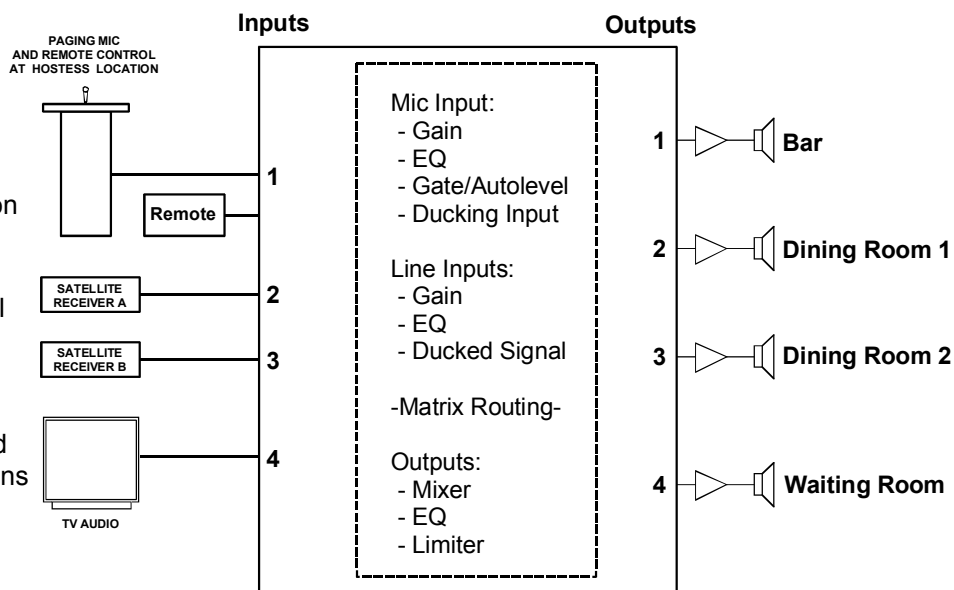 Inputs
Outputs
PAGING MIC
AND REMOTE CONTROL
AT HOSTESS LOCATION
1
Remote
SATELLITE
RECEIVER A
2
SATELLITE
RECEIVER B
3
4
TV AUDIO
Mic Input:
- Gain
- EQ
- Gate/Autolevel
- Ducking Input
Line Inputs:
- Gain
- EQ
- Ducked Signal
-Matrix Routing-
Outputs:
- Mixer
- EQ
- Limiter
1 Bar
2 Dining Room 1
3 Dining Room 2
4 Waiting Room